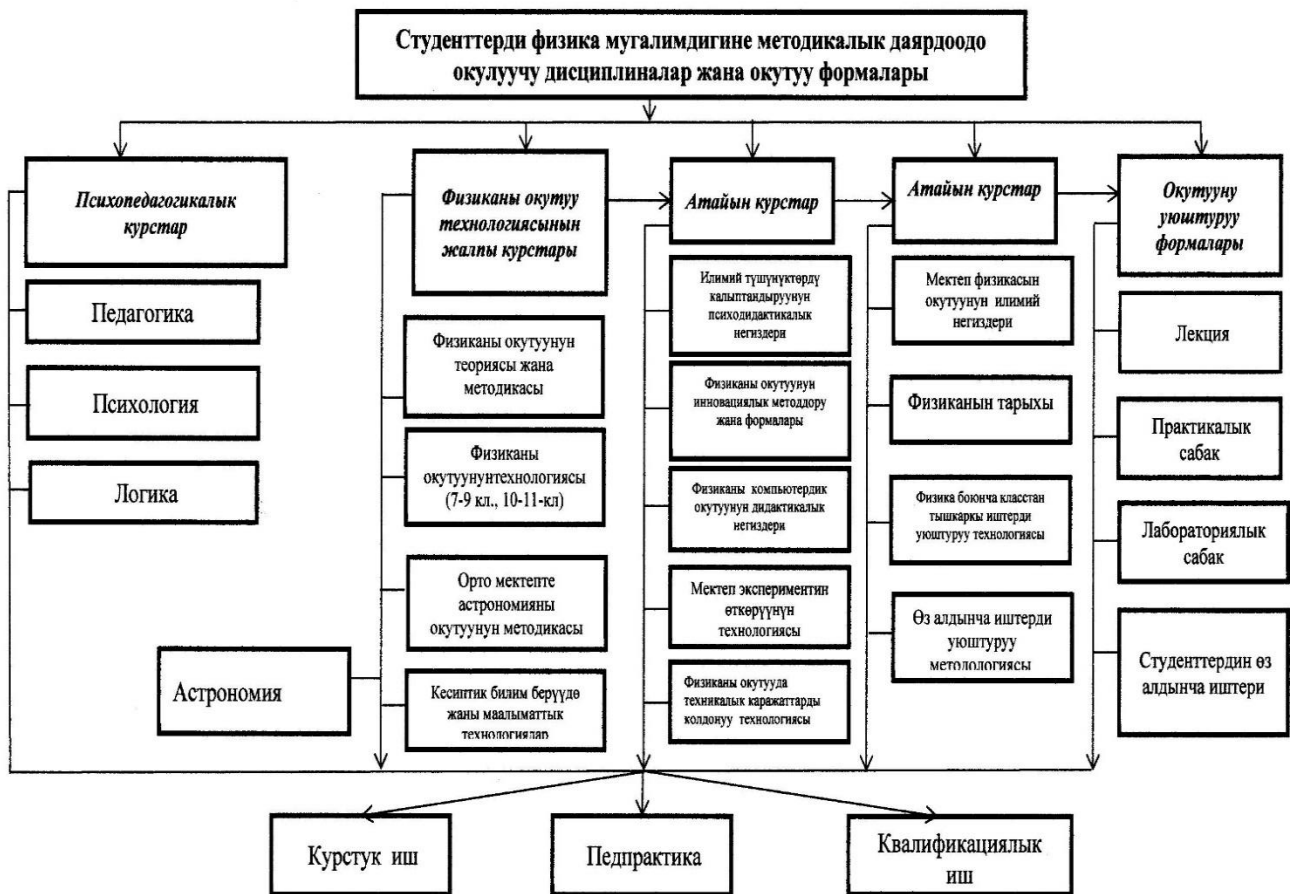 Студенттерди физика мугалимдигине методикалык даярдоодо
окулуучу дисциплиналар жана окутуу формалары
Психопедагогикалык
курстар
Педагогика
Психология
Логика
Физиканы окутуу
технологиясынын
жалпы курстары
Физиканы окутуунун
теориясы жана
методикасы
Физиканы
окутуунунтехнологиясы
(7-9 кл., 10-11-кл)
Орто мектепте
астрономияны
окутуунун методикасы
Астрономия
Кесиптик билим берүүдө
жаны маалыматтык
технологиялар
Атайын курстар
Илимий түшүнүктөрдү
калыптандыруунун
психодидактикалык
негиздери
Физиканы окутуунун
инновациялык методдору
жана формалары
Физиканы компьютердик
окутуунун дидактикалык
негиздери
Мектеп экспериментин
өткөрүүнүн
технологиясы
Физиканы окутууда
техникалык каражаттарды
колдонуу технологиясы
Атайын курстар
Мектеп физикасын
окутуунун илимий
негиздери
Физиканын тарыхы
Физика боюнча класстан
тышкаркы иштерди
уюштуруу технологиясы
Өз алдынча иштерди
уюштуруу
методологиясы
Окутууну
уюштуруу
формалары
Лекция
Практикалык
сабак
Лабораториялык
сабак
Студенттердин өз
алдынча иштери
Курстук иш
Педпрактика
Квалификациялык
иш